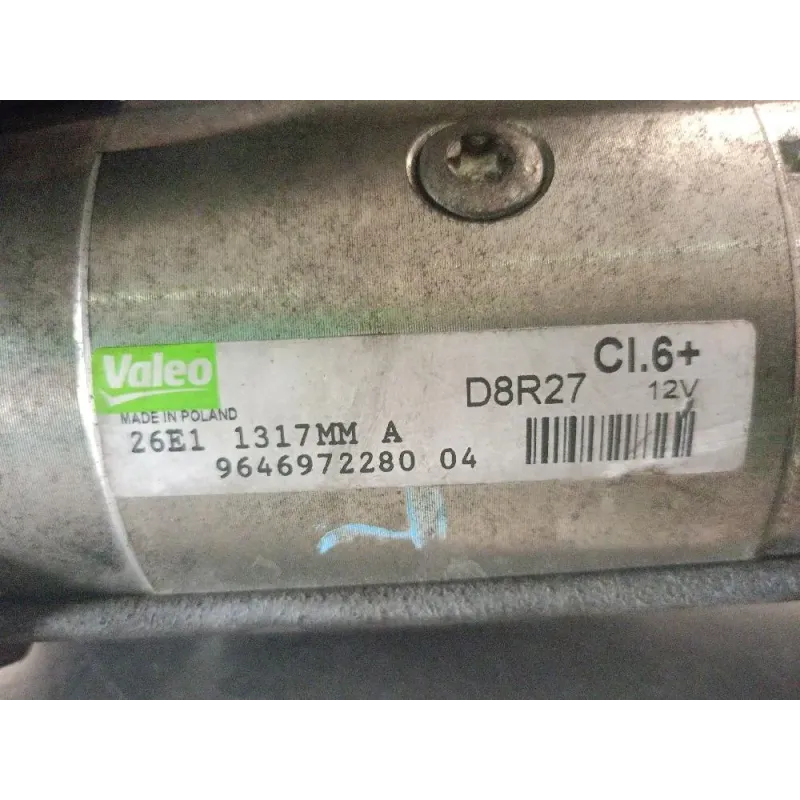 Valeo
MADE IN POLAND
D8R27
Cl.6+
12V
26E1 1317MM A
9646972280 04